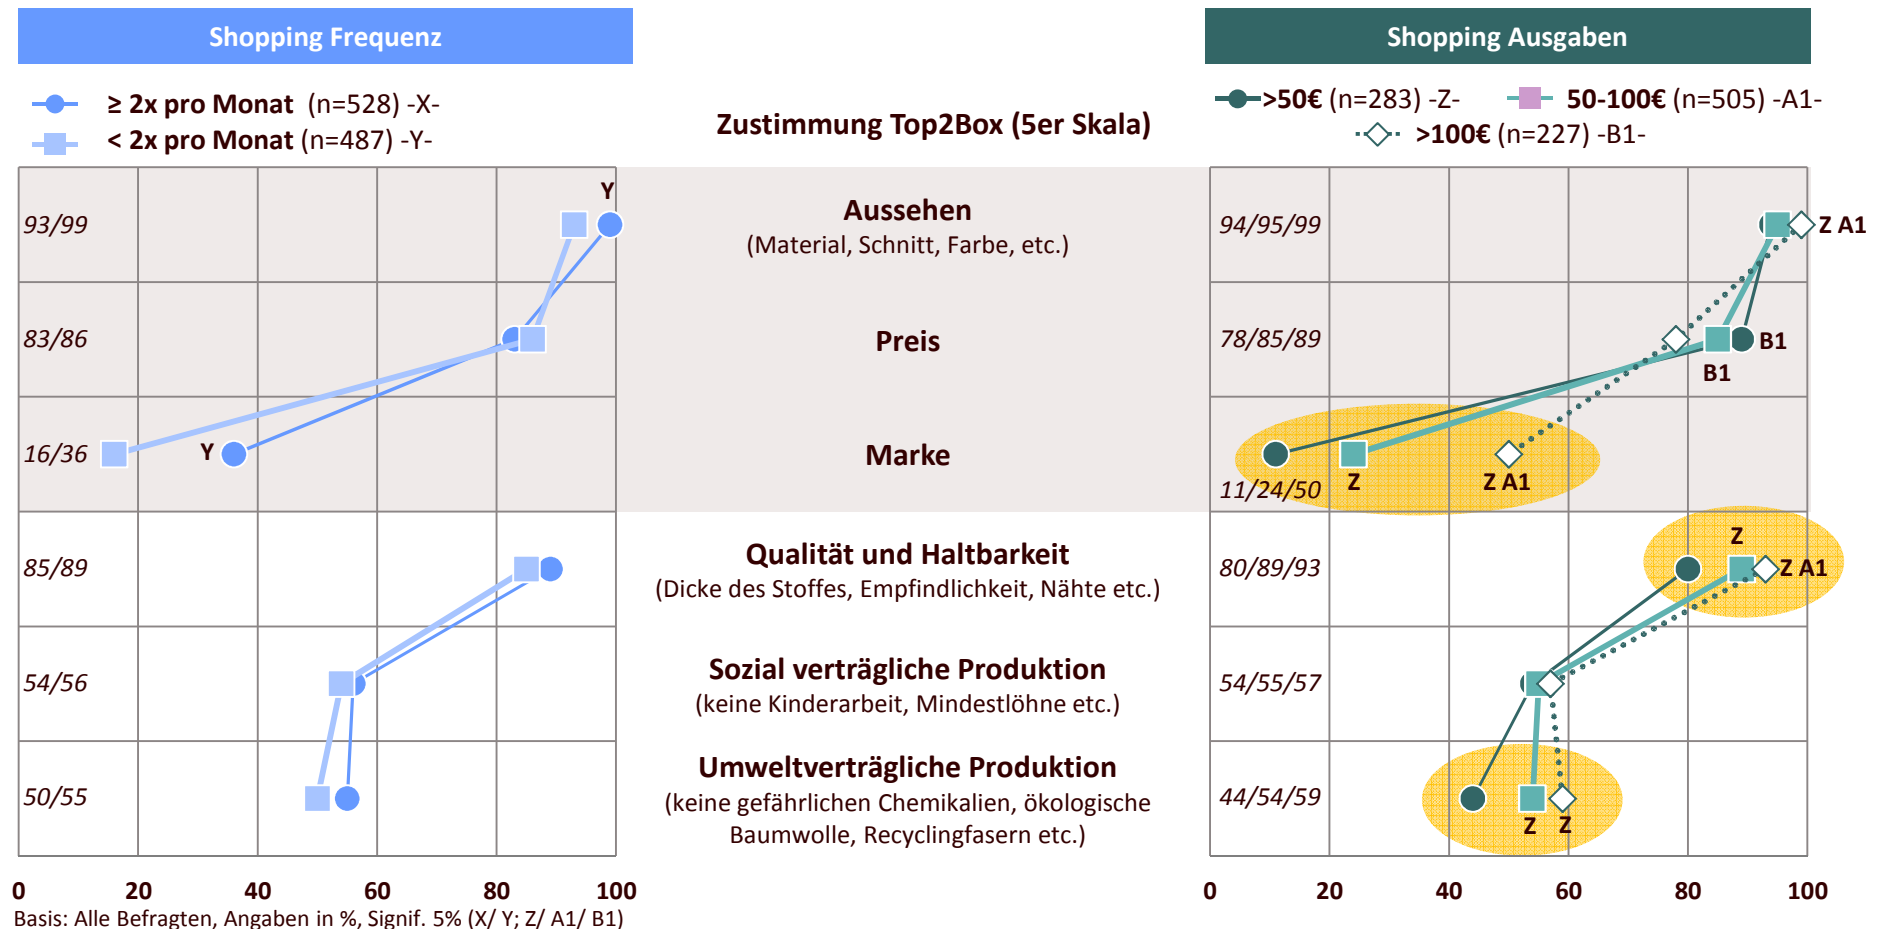 Shopping Frequenz
≥ 2x pro Monat (n=528) -X-
< 2x pro Monat (n=487) -Y-
Zustimmung Top2Box (5er Skala)
Shopping Ausgaben
>50€ (n=283) -Z-
50-100€ (n=505) -A1-
>100€ (n=227) -B1-
Y
93/99
Aussehen
(Material, Schnitt, Farbe, etc.)
94/95/99
Z A1
83/86
Preis
78/85/89
B1
B1
16/36
Y
Marke
11/24/50
Z
Z A1
85/89
Qualität und Haltbarkeit
(Dicke des Stoffes, Empfindlichkeit, Nähte etc.)
80/89/93
Z
Z A1
54/56
Sozial verträgliche Produktion
(keine Kinderarbeit, Mindestlöhne etc.)
54/55/57
50/55
Umweltverträgliche Produktion
(keine gefährlichen Chemikalien, ökologische
Baumwolle, Recyclingfasern etc.)
44/54/59
Z
Z
0 20 40 60 80 100
0 20 40 60 80 100
Basis: Alle Befragten, Angaben in %, Signif. 5% (X/ Y; Z/ A1/ B1)